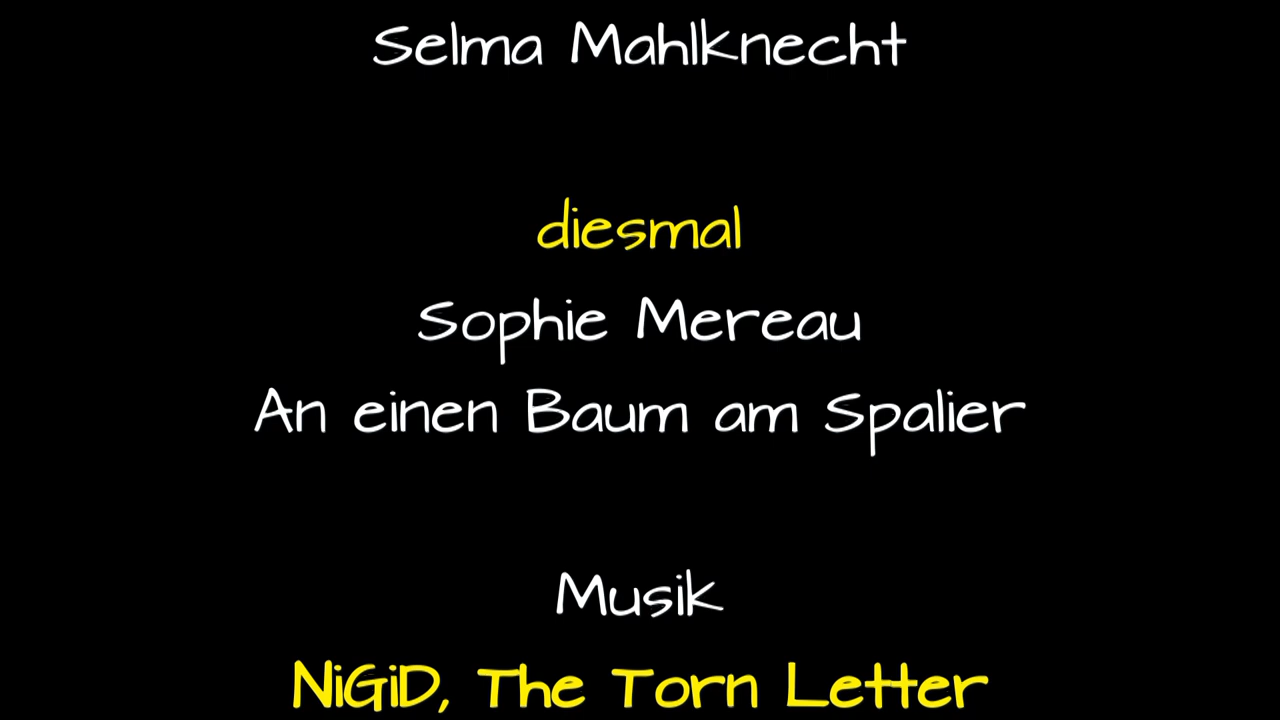 Selma Mahlknecht
diesmal
Sophie Mereau
An einen Baum am Spalier
Musik
NiGiD, The Torn Letter